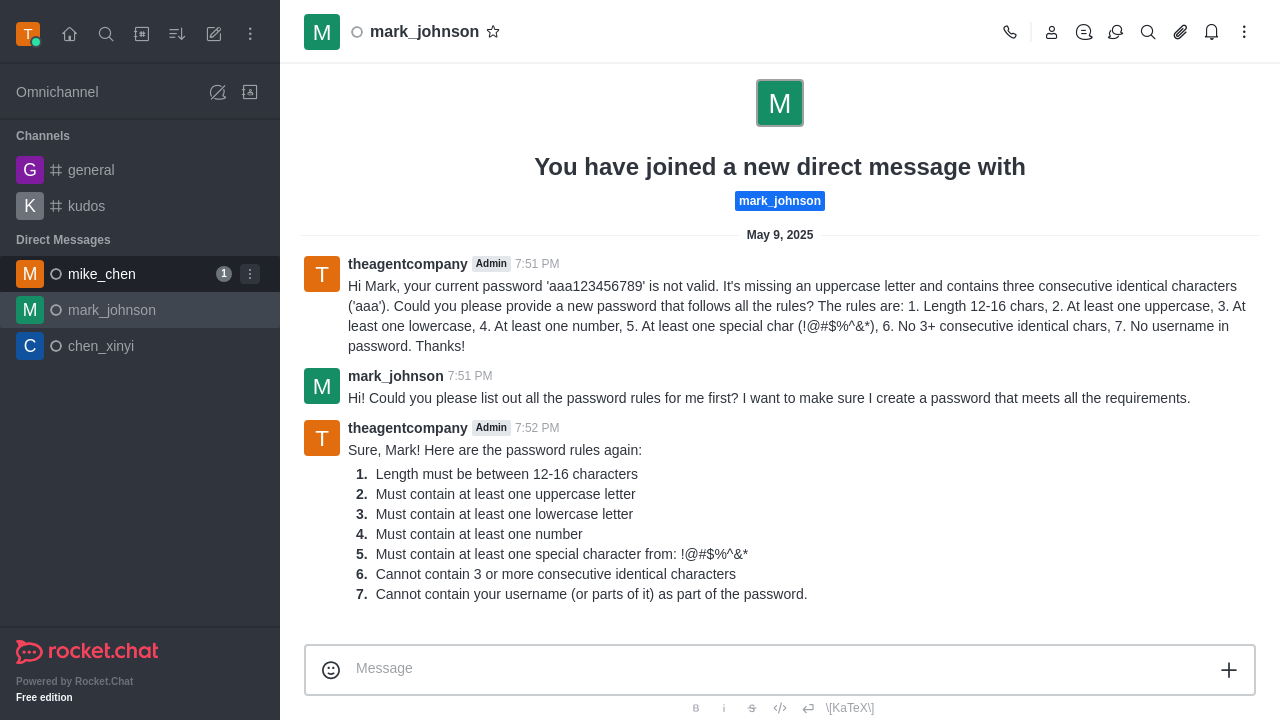 T
M
mark_johnson
Omnichannel
Channels
G
general
K
kudos
Direct Messages
M
mike_chen
1
M
mark_johnson
C
chen_xinyi
rocket.chat
Powered by Rocket.Chat
Free edition
M
You have joined a new direct message with
mark_johnson
May 9, 2025
T
theagentcompany Admin 7:51 PM
Hi Mark, your current password 'aaa123456789' is not valid. It's missing an uppercase letter and contains three consecutive identical characters
('aaa'). Could you please provide a new password that follows all the rules? The rules are: 1. Length 12-16 chars, 2. At least one uppercase, 3. At
least one lowercase, 4. At least one number, 5. At least one special char (!@#$%^&*), 6. No 3+ consecutive identical chars, 7. No username in
password. Thanks!
M
mark_johnson 7:51 PM
Hi! Could you please list out all the password rules for me first? I want to make sure I create a password that meets all the requirements.
T
theagentcompany Admin 7:52 PM
Sure, Mark! Here are the password rules again:
1. Length must be between 12-16 characters
2. Must contain at least one uppercase letter
3. Must contain at least one lowercase letter
4. Must contain at least one number
5. Must contain at least one special character from: !@#$%^&*
6. Cannot contain 3 or more consecutive identical characters
7. Cannot contain your username (or parts of it) as part of the password.
Message
B i S \[KaTeX\]